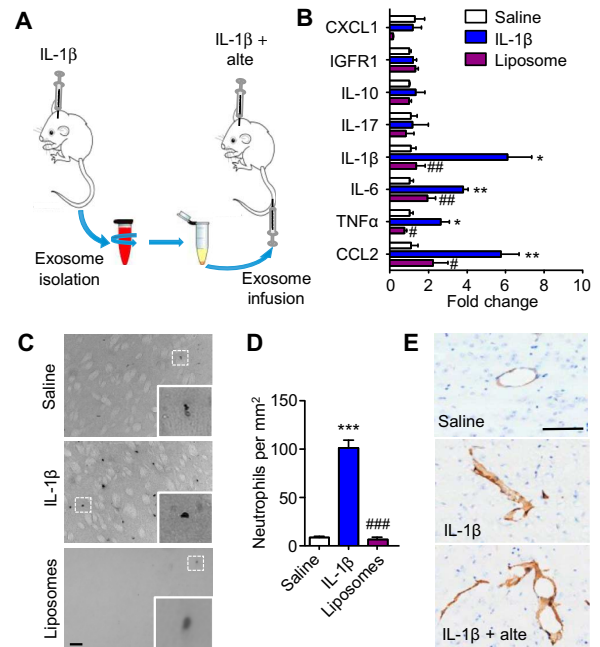 A
IL-1β
IL-1β +
alte
Exosome
isolation
Exosome
infusion
B
Saline
IL-1β
Liposome
CXCL1
IGFR1
IL-10
IL-17
IL-1β
*
##
IL-6
**
##
TNFα
*
#
CCL2
**
#
0 2 4 6 8 10
Fold change
C
Saline
IL-1β
Liposomes
D
Neutrophils per mm²
150
100
50
0
***
###
Saline
IL-1β
Liposomes
E
Saline
IL-1β
IL-1β + alte